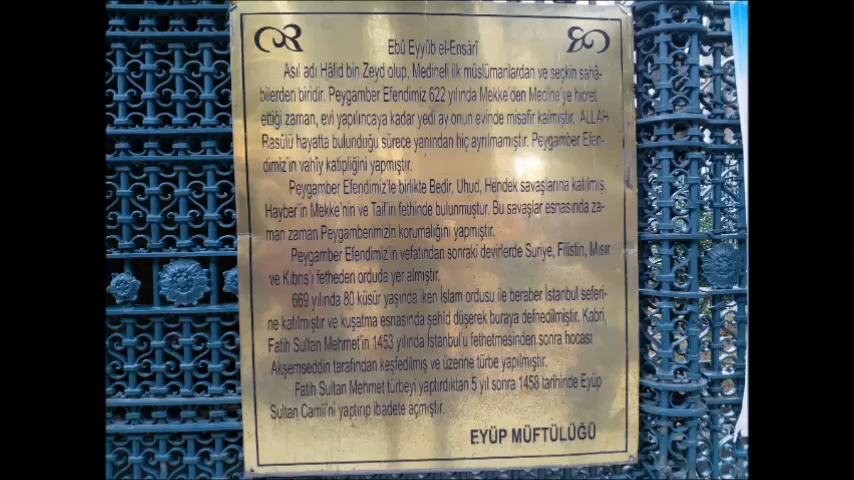 Ebû Eyyûb el-Ensârî
Asıl adı Hâlid bin Zeyd olup, Medineli ilk müslümanlardan ve seçkin sahâ-
bilerden biridir. Peygamber Efendimiz 622 yılında Mekke'den Medine'ye hicret
ettiği zaman, evi yapılıncaya kadar yedi ay onun evinde misafir kalmıştır. ALLAH
Rasülü hayatta bulunduğu sürece yanından hiç ayrılmamıştır. Peygamber Efen-
dimiz'in vahiy katipliğini yapmıştır.
Peygamber Efendimiz'le birlikte Bedir, Uhud, Hendek savaşlarına katılmış,
Hayber'in Mekke'nin ve Taif'in fethinde bulunmuştur. Bu savaşlar esnasında za-
man zaman Peygamberimizin korumalığını yapmıştır.
Peygamber Efendimiz'in vefatından sonraki devirlerde Suriye, Filistin, Mısır
ve Kıbrıs'ı fetheden orduda yer almıştır.
669 yılında 80 küsür yaşında iken İslam ordusu ile beraber İstanbul seferi-
ne katılmıştır ve kuşatma esnasında şehid düşerek buraya defnedilmiştir. Kabri,
Fatih Sultan Mehmet'in 1453 yılında İstanbul'u fethetmesinden sonra hocası
Akşemseddin tarafından keşfedilmiş ve üzerine türbe yapılmıştır.
Fatih Sultan Mehmet türbeyi yaptırdıktan 5 yıl sonra 1458 tarihinde Eyüp
Sultan Camii'ni yaptırıp ibadete açmıştır.
EYÜP MÜFTÜLÜĞÜ